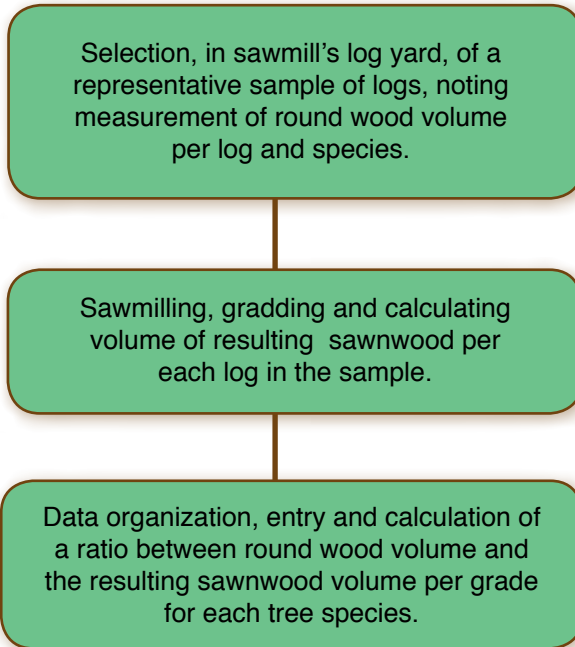 Selection, in sawmill’s log yard, of a
representative sample of logs, noting
measurement of round wood volume
per log and species.
Sawmilling, gradding and calculating
volume of resulting sawnwood per
each log in the sample.
Data organization, entry and calculation of
a ratio between round wood volume and
the resulting sawnwood volume per grade
for each tree species.